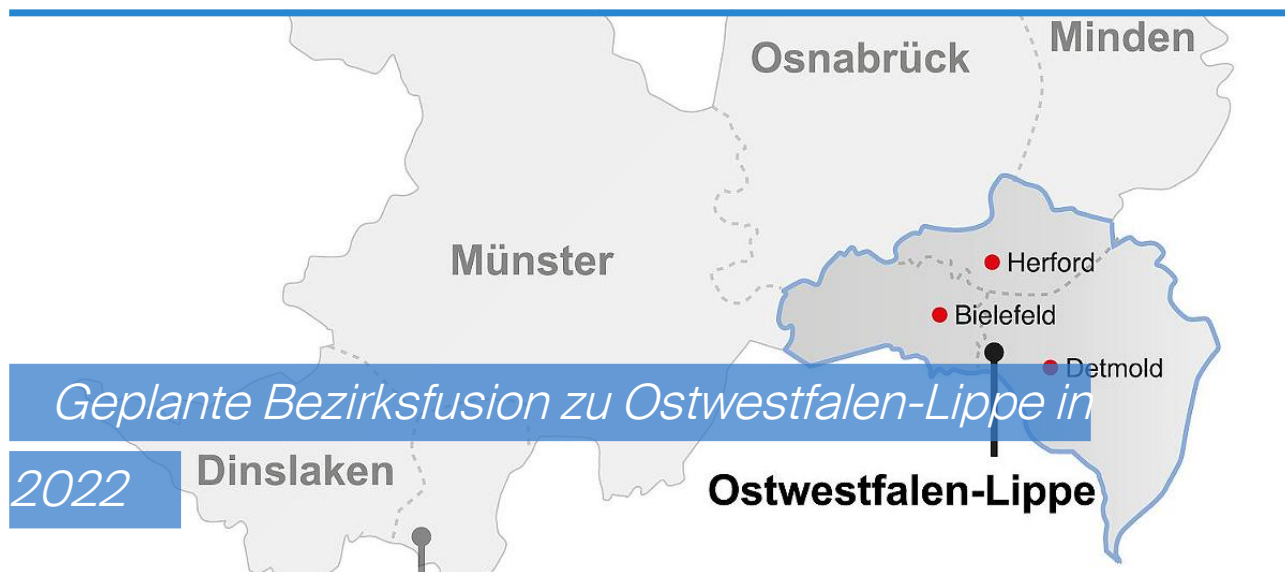 Minden
Osnabrück
Münster
Herford
Bielefeld
Detmold
Geplante Bezirksfusion zu Ostwestfalen-Lippe in
2022
Dinslaken
Ostwestfalen-Lippe